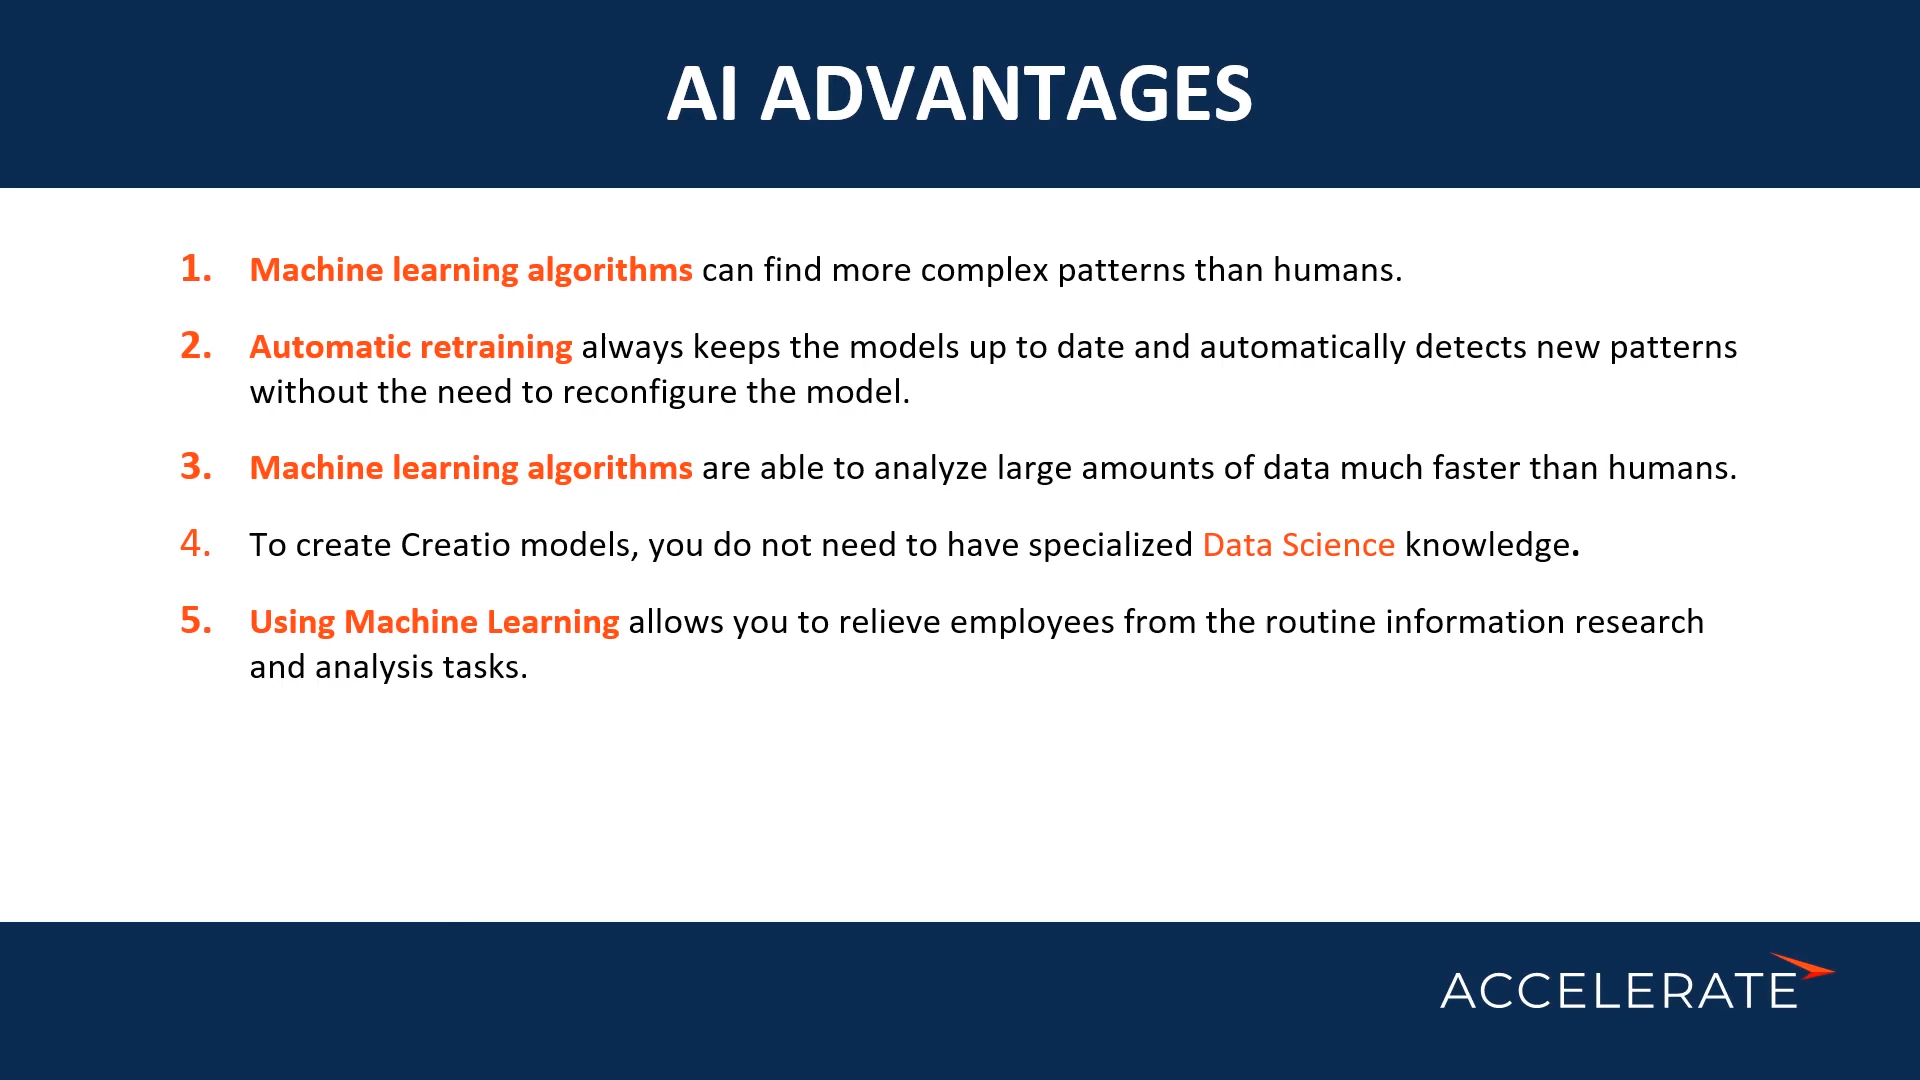 AI ADVANTAGES
1. Machine learning algorithms can find more complex patterns than humans.
2. Automatic retraining always keeps the models up to date and automatically detects new patterns
without the need to reconfigure the model.
3. Machine learning algorithms are able to analyze large amounts of data much faster than humans.
4. To create Creatio models, you do not need to have specialized Data Science knowledge.
5. Using Machine Learning allows you to relieve employees from the routine information research
and analysis tasks.
ACCELERATE